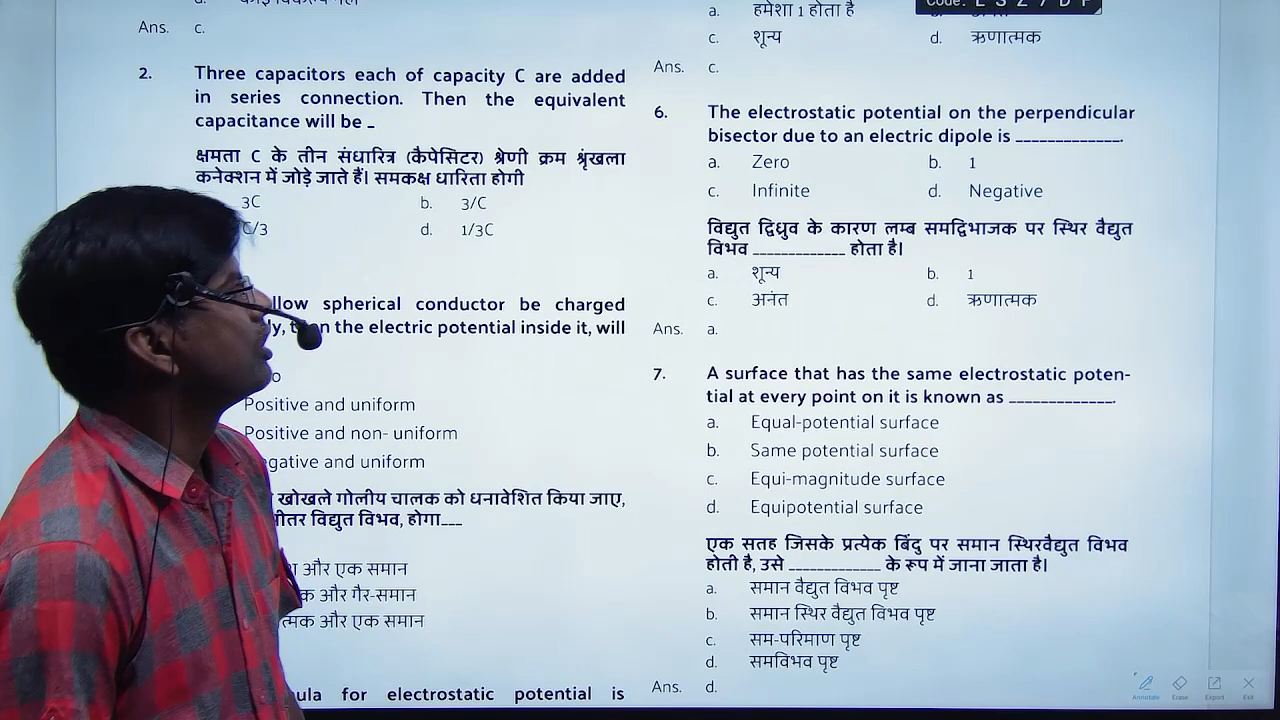 Ans. c.
2. Three capacitors each of capacity C are added
in series connection. Then the equivalent
capacitance will be _
क्षमता C के तीन संधारित्र (कैपेसिटर) श्रेणी क्रम श्रृंखला
कनेक्शन में जोड़े जाते हैं। समकक्ष धारिता होगी
3C
b. 3/C
C/3
d. 1/3C
spherical conductor be charged
the electric potential inside it, will
Positive and uniform
Positive and non- uniform
and uniform
खोखले गोलीय चालक को धनावेशित किया जाए,
विद्युत विभव, होगा___
और एक समान
और गैर-समान
और एक समान
for electrostatic potential is
a. हमेशा 1 होता है
c. शून्य
d. ऋणात्मक
Ans. c.
6. The electrostatic potential on the perpendicular
bisector due to an electric dipole is ____________.
a. Zero
b. 1
c. Infinite
d. Negative
विद्युत द्विध्रुव के कारण लम्ब समद्विभाजक पर स्थिर वैद्युत
विभव ____________ होता है।
a. शून्य
b. 1
c. अनंत
d. ऋणात्मक
Ans. a.
7. A surface that has the same electrostatic poten-
tial at every point on it is known as ____________.
a. Equal-potential surface
b. Same potential surface
c. Equi-magnitude surface
d. Equipotential surface
एक सतह जिसके प्रत्येक बिंदु पर समान स्थिरवैद्युत विभव
होती है, उसे ____________ के रूप में जाना जाता है।
a. समान वैद्युत विभव पृष्ट
b. समान स्थिर वैद्युत विभव पृष्ट
c. सम-परिमाण पृष्ट
d. समविभव पृष्ट
Ans. d.
Annotate Erase Export Exit